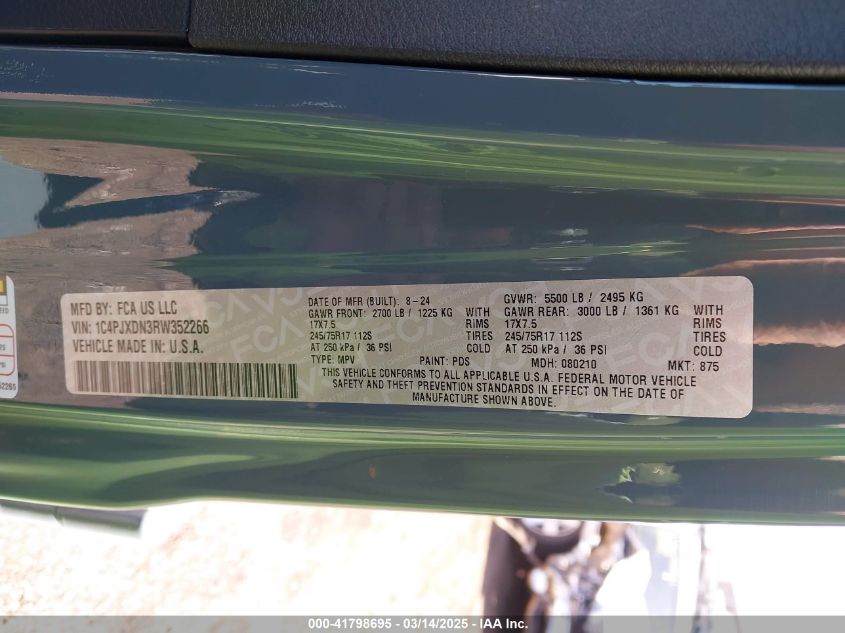 MFD BY: FCA US LLC
VIN: 1C4PJXDN3RW352266
VEHICLE MADE IN: U.S.A.
DATE OF MFR (BUILT): 8-24
GAWR FRONT: 2700 LB / 1225 KG WITH
17X7.5 RIMS
245/75R17 112S TIRES
AT 250 kPa / 36 PSI COLD
GVWR: 5500 LB / 2495 KG
GAWR REAR: 3000 LB / 1361 KG WITH
17X7.5 RIMS
245/75R17 112S TIRES
AT 250 kPa / 36 PSI COLD
TYPE: MPV PAINT: PDS MDH: 080210 MKT: 875
THIS VEHICLE CONFORMS TO ALL APPLICABLE U.S.A. FEDERAL MOTOR VEHICLE
SAFETY AND THEFT PREVENTION STANDARDS IN EFFECT ON THE DATE OF
MANUFACTURE SHOWN ABOVE.
000-41798695 - 03/14/2025 - IAA Inc.